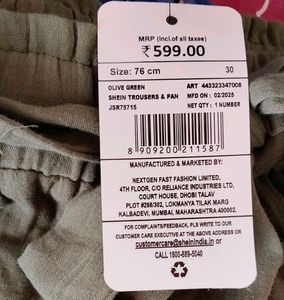 MRP (Incl.of all taxes)
₹599.00
Size: 76 cm 30
OLIVE GREEN ART 443323347008
SHEIN TROUSERS & PAN MFD ON : 02/2025
JSR75715 NET QTY : 1 NUMBER
8 909200 211587
MANUFACTURED & MARKETED BY:
NEXTGEN FAST FASHION LIMITED,
4TH FLOOR, C/O RELIANCE INDUSTRIES LTD,
COURT HOUSE, DHOBI TALAV
PLOT #298/302, LOKMANYA TILAK MARG
KALBADEVI, MUMBAI, MAHARASHTRA 400002.
FOR COMPLAINTS/FEEDBACK, PLS WRITE TO OUR
CUSTOMER CARE EXECUTIVE AT THE ABOVE ADDRESS OR
customercare@sheinindia.in or
CALL 1800-889-5040